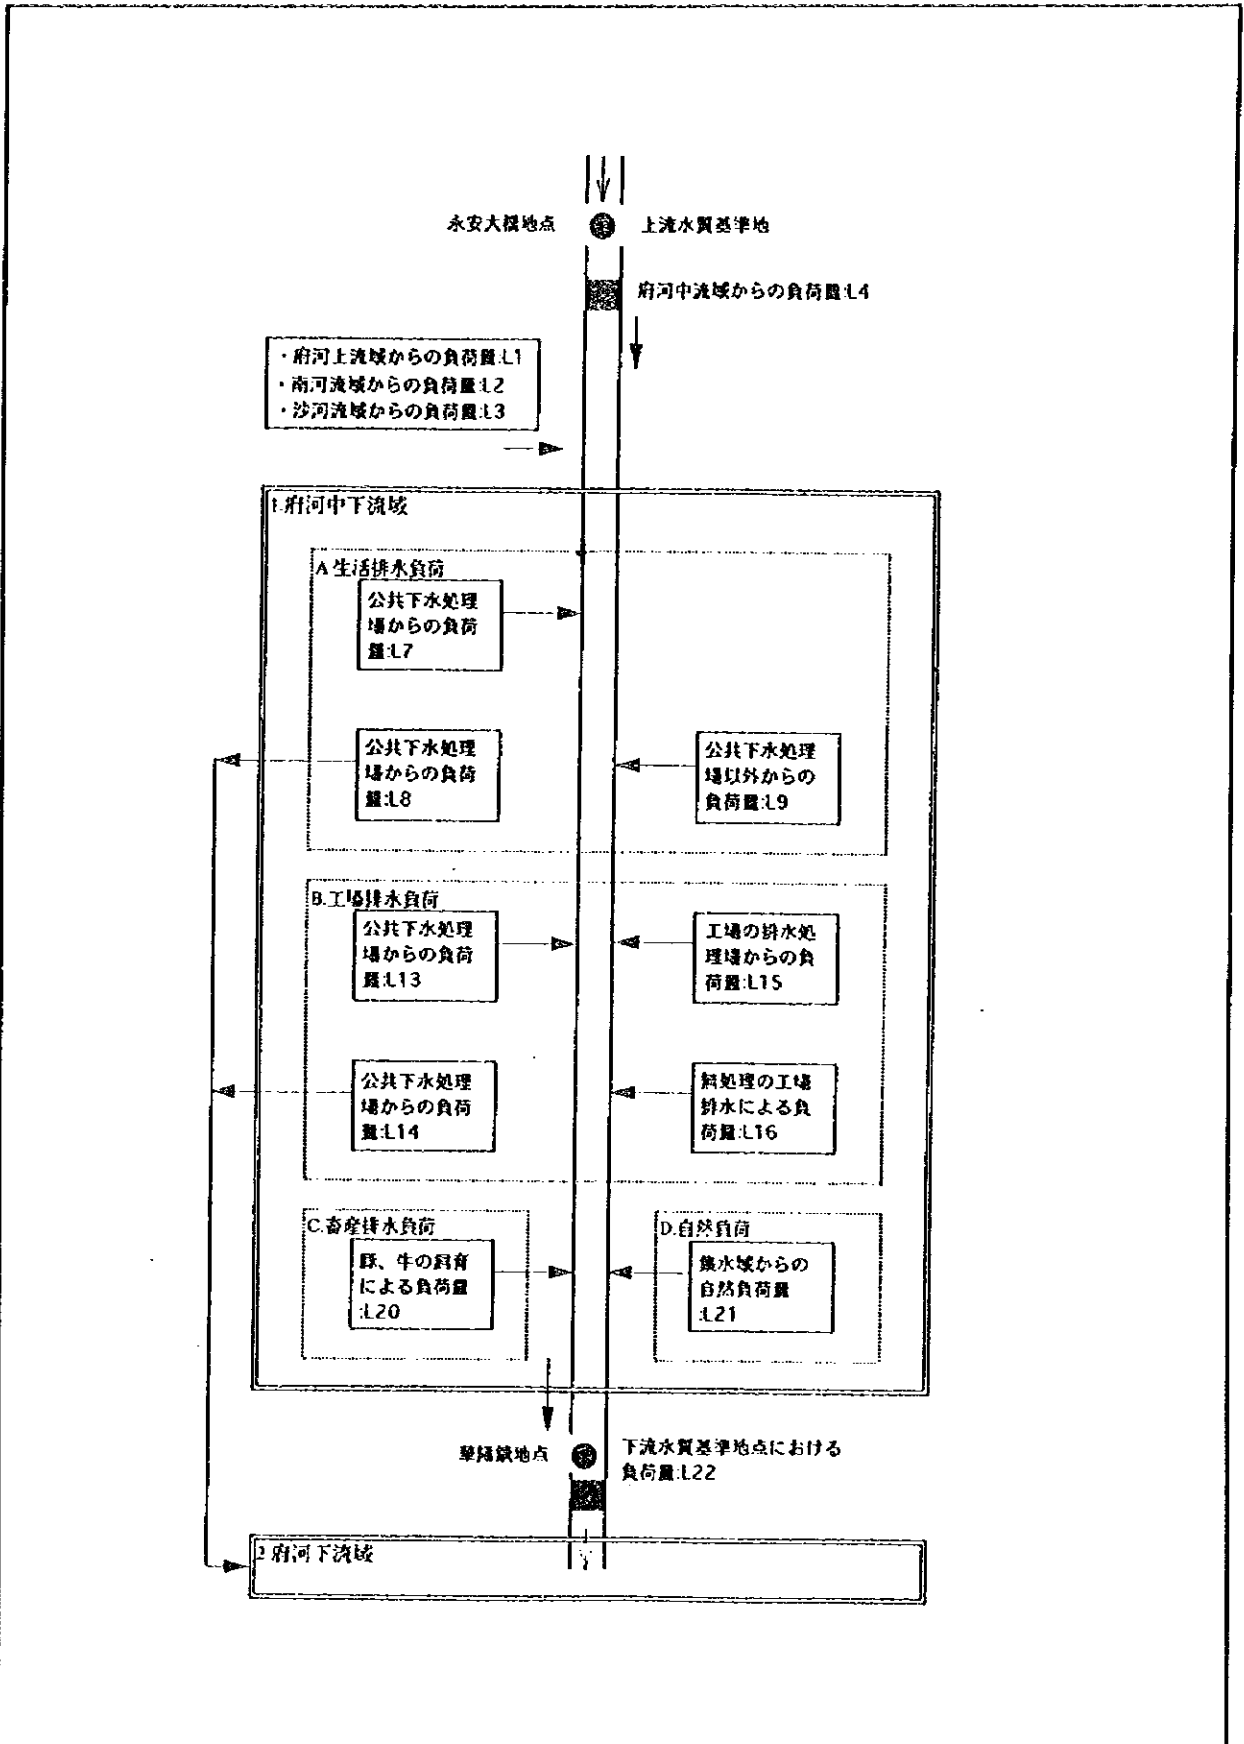 永安大橋地点
上流水質基準地
府河中流域からの負荷量:L4
・府河上流域からの負荷量:L1
・南河流域からの負荷量:L2
・沙河流域からの負荷量:L3
1.府河中下流域
A.生活排水負荷
公共下水処理
場からの負荷
量:L7
公共下水処理
場からの負荷
量:L8
公共下水処理
場以外からの
負荷量:L9
B.工場排水負荷
公共下水処理
場からの負荷
量:L13
工場の排水処
理場からの負
荷量:L15
公共下水処理
場からの負荷
量:L14
無処理の工場
排水による負
荷量:L16
C.畜産排水負荷
豚、牛の飼育
による負荷量
:L20
D.自然負荷
集水域からの
自然負荷量
:L21
華陽鎮地点
下流水質基準地点における
負荷量:L22
2.府河下流域